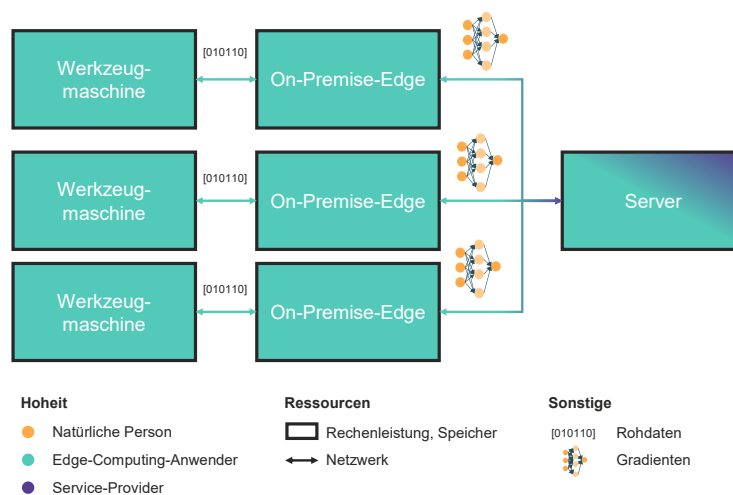 [010110]
Werkzeug-
maschine
On-Premise-Edge
[010110]
Werkzeug-
maschine
On-Premise-Edge
Server
[010110]
Werkzeug-
maschine
On-Premise-Edge
Hoheit
Natürliche Person
Edge-Computing-Anwender
Service-Provider
Ressourcen
Rechenleistung, Speicher
Netzwerk
Sonstige
[010110] Rohdaten
Gradienten